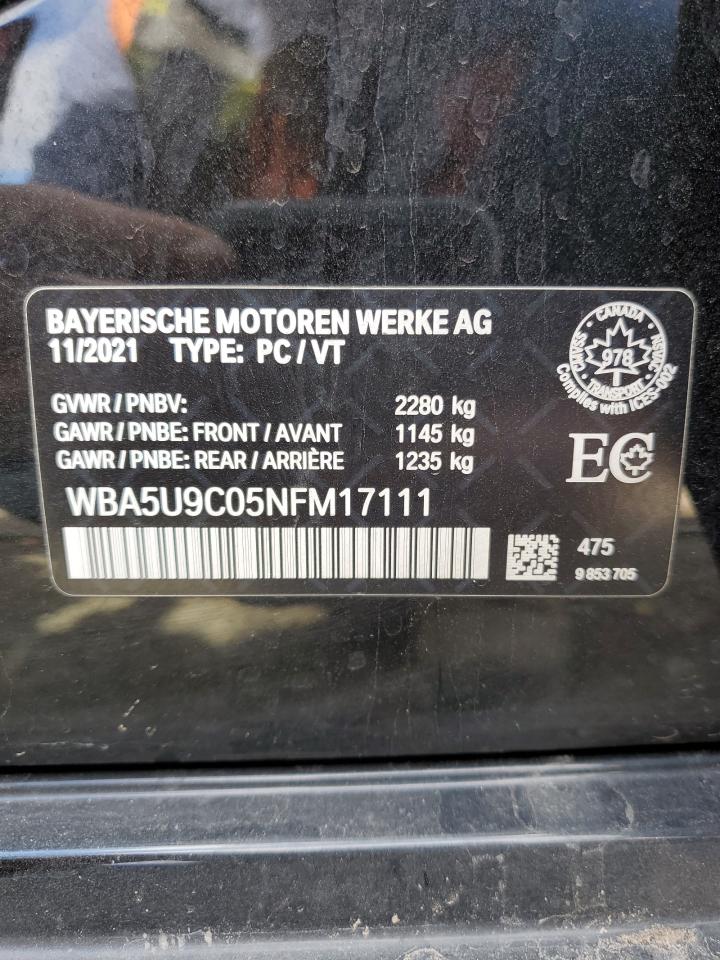 BAYERISCHE MOTOREN WERKE AG
11/2021 TYPE: PC / VT
GVWR / PNBV: 2280 kg
GAWR / PNBE: FRONT / AVANT 1145 kg
GAWR / PNBE: REAR / ARRIÈRE 1235 kg
WBA5U9C05NFM17111
475
9 853 705
CANADA
NSVAC
TRANSPORT
CMVSS
978
Complies with ICES-002
EC